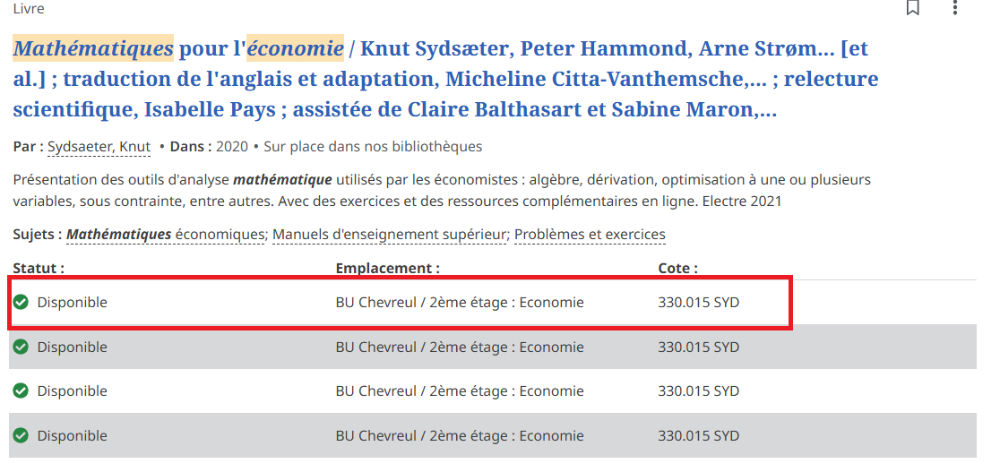 Livre
Mathématiques pour l'économie / Knut Sydsæter, Peter Hammond, Arne Strøm... [et
al.] ; traduction de l'anglais et adaptation, Micheline Citta-Vanthemsche,... ; relecture
scientifique, Isabelle Pays ; assistée de Claire Balthasart et Sabine Maron,...
Par : Sydsaeter, Knut • Dans : 2020 • Sur place dans nos bibliothèques
Présentation des outils d'analyse mathématique utilisés par les économistes : algèbre, dérivation, optimisation à une ou plusieurs
variables, sous contrainte, entre autres. Avec des exercices et des ressources complémentaires en ligne. Electre 2021
Sujets : Mathématiques économiques; Manuels d'enseignement supérieur; Problèmes et exercices
Statut : Emplacement : Cote :
Disponible BU Chevreul / 2ème étage : Economie 330.015 SYD
Disponible BU Chevreul / 2ème étage : Economie 330.015 SYD
Disponible BU Chevreul / 2ème étage : Economie 330.015 SYD
Disponible BU Chevreul / 2ème étage : Economie 330.015 SYD